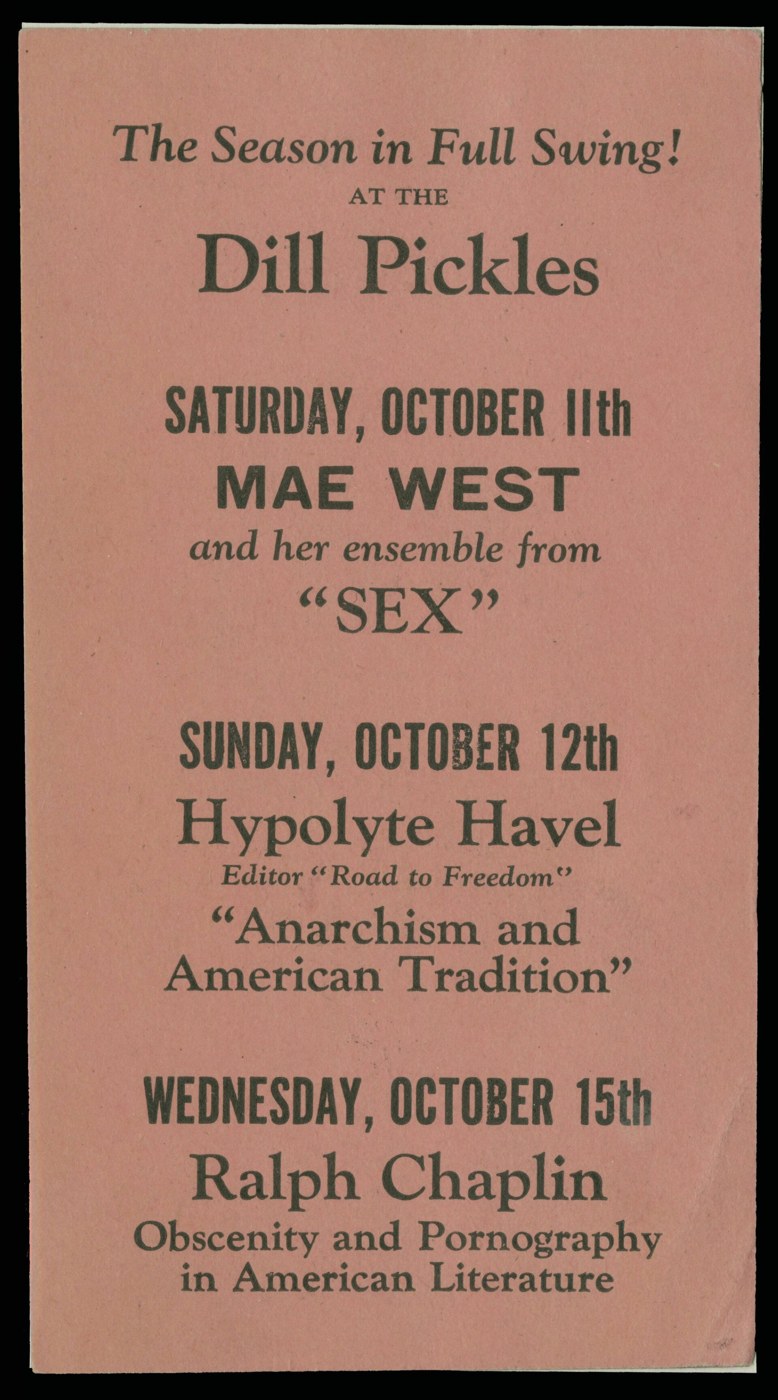 The Season in Full Swing!
AT THE
Dill Pickles
SATURDAY, OCTOBER 11th
MAE WEST
and her ensemble from
“SEX”
SUNDAY, OCTOBER 12th
Hypolyte Havel
Editor “Road to Freedom”
“Anarchism and
American Tradition”
WEDNESDAY, OCTOBER 15th
Ralph Chaplin
Obscenity and Pornography
in American Literature